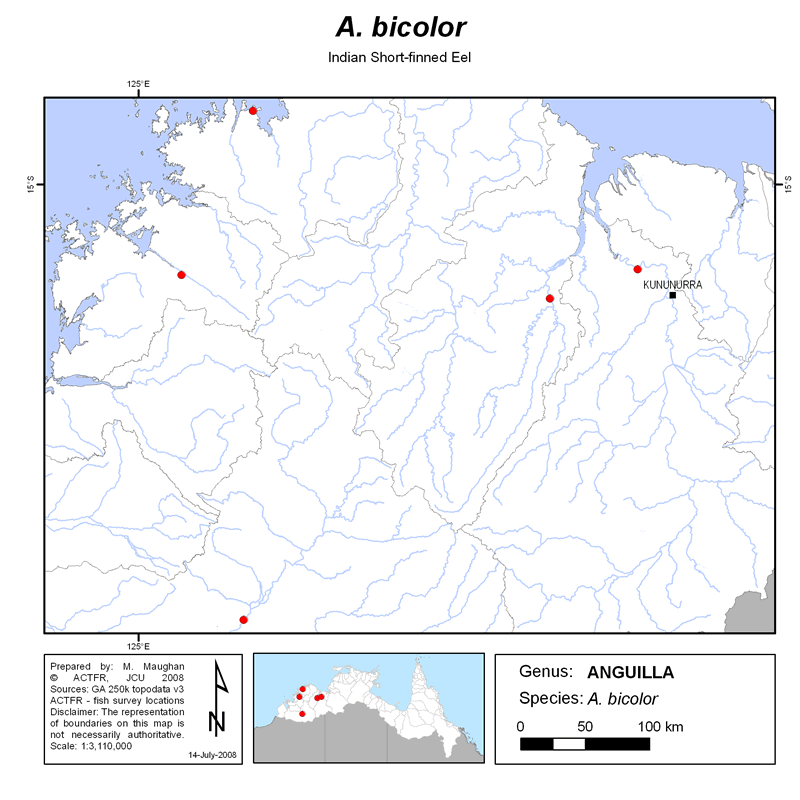 A. bicolor
Indian Short-finned Eel
125°E
15°S
15°S
KUNUNURRA
125°E
Prepared by: M. Maughan
© ACTFR, JCU 2008
Sources: GA 250k topodata v3
ACTFR - fish survey locations
Disclaimer: The representation
of boundaries on this map is
not necessarily authoritative.
Scale: 1:3,110,000
N
14-July-2008
Genus: ANGUILLA
Species: A. bicolor
0 50 100 km